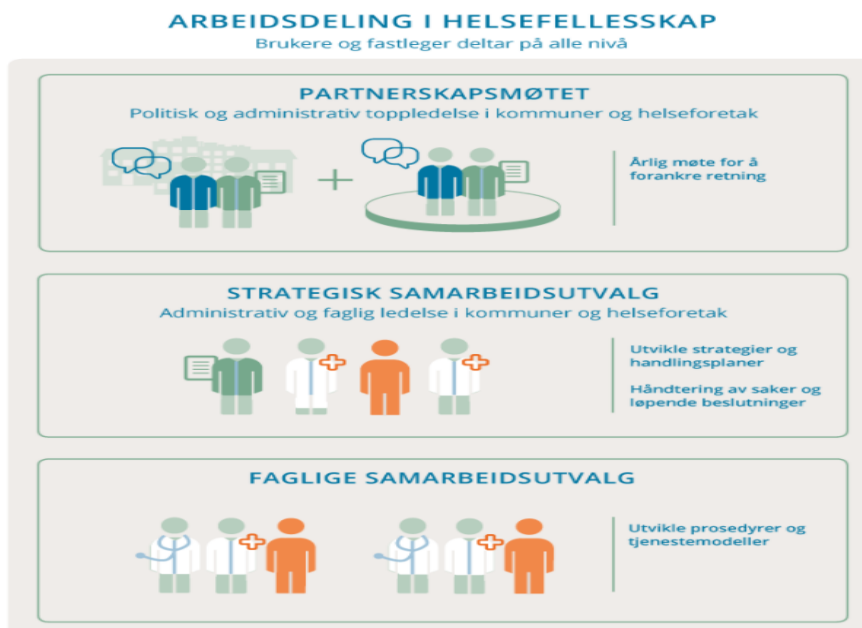 ARBEIDSDELING I HELSEFELLESSKAP
Brukere og fastleger deltar på alle nivå
PARTNERSKAPSMØTET
Politisk og administrativ toppledelse i kommuner og helseforetak
Årlig møte for å
forankre retning
STRATEGISK SAMARBEIDSUTVALG
Administrativ og faglig ledelse i kommuner og helseforetak
Utvikle strategier og
handlingsplaner
Håndtering av saker og
løpende beslutninger
FAGLIGE SAMARBEIDSUTVALG
Utvikle prosedyrer og
tjenestemodeller